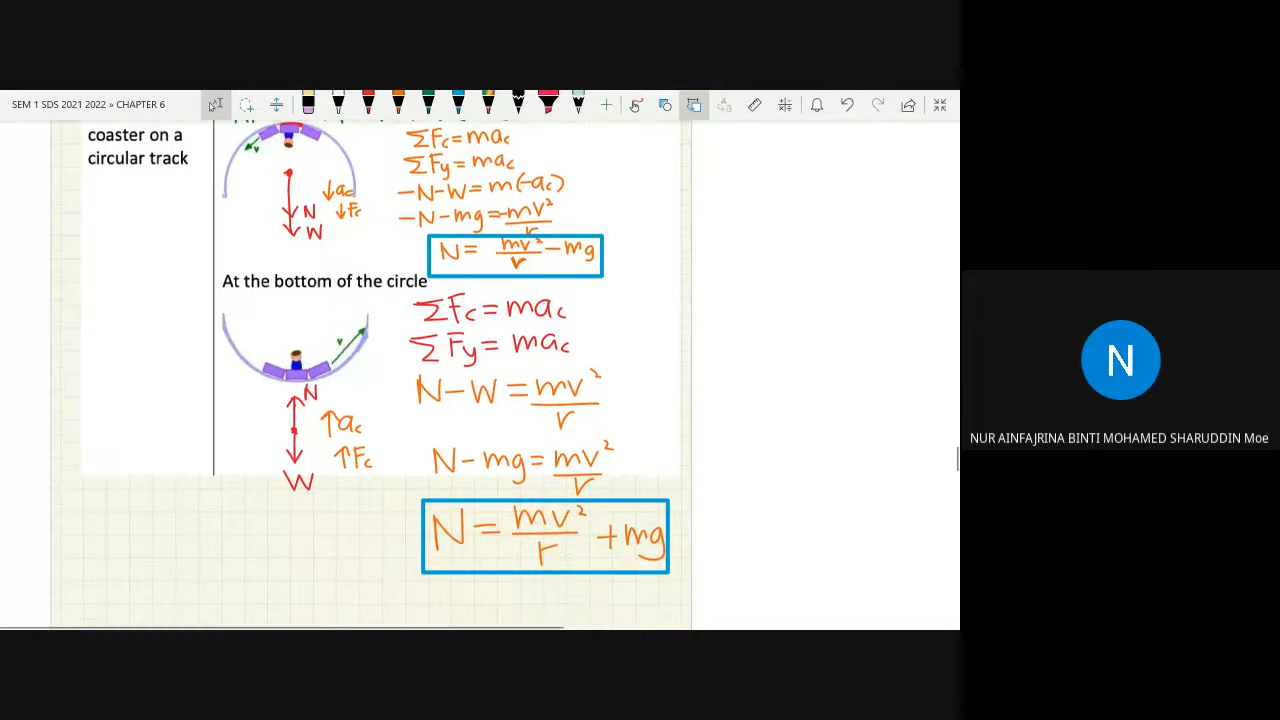 SEM 1 SDS 2021 2022 » CHAPTER 6
coaster on a
circular track
v
N
W
↓ac
↓Fc
ΣFc = mac
ΣFy = mac
-N-W = m(-ac)
-N-mg = -mv²/r
N = mv²/r - mg
At the bottom of the circle
v
N
W
↑ac
↑Fc
ΣFc = mac
ΣFy = mac
N-W = mv²/r
N-mg = mv²/r
N = mv²/r + mg
N
NUR AINFAJRINA BINTI MOHAMED SHARUDDIN Moe